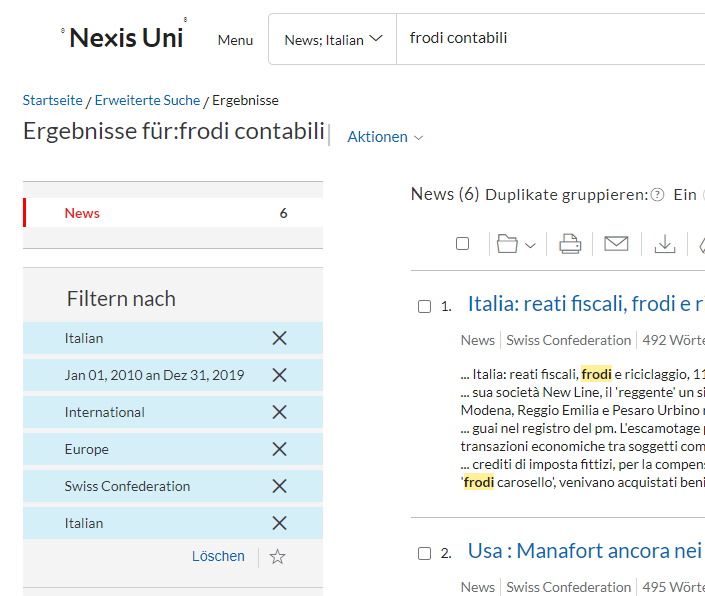 Nexis Uni
Menu
News; Italian
frodi contabili
Startseite / Erweiterte Suche / Ergebnisse
Ergebnisse für:frodi contabili
Aktionen
News 6
Filtern nach
Italian
Jan 01, 2010 an Dez 31, 2019
International
Europe
Swiss Confederation
Italian
Löschen
News (6) Duplikate gruppieren: Ein
1. Italia: reati fiscali, frodi e r
News | Swiss Confederation | 492 Wörte
... Italia: reati fiscali, frodi e riciclaggio, 11
... sua società New Line, il 'reggente' un si
Modena, Reggio Emilia e Pesaro Urbino
... guai nel registro del pm. L'escamotage
transazioni economiche tra soggetti com
... crediti di imposta fittizi, per la compens
'frodi carosello', venivano acquistati beni
2. Usa : Manafort ancora nei
News | Swiss Confederation | 495 Wörte